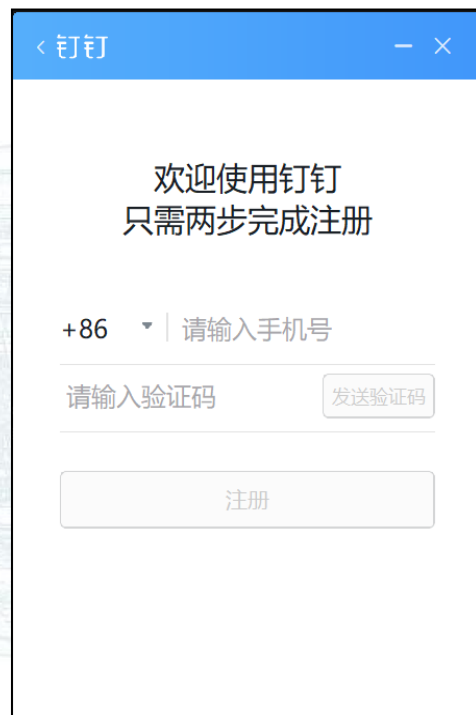 钉钉
欢迎使用钉钉
只需两步完成注册
+86 请输入手机号
请输入验证码 发送验证码
注册